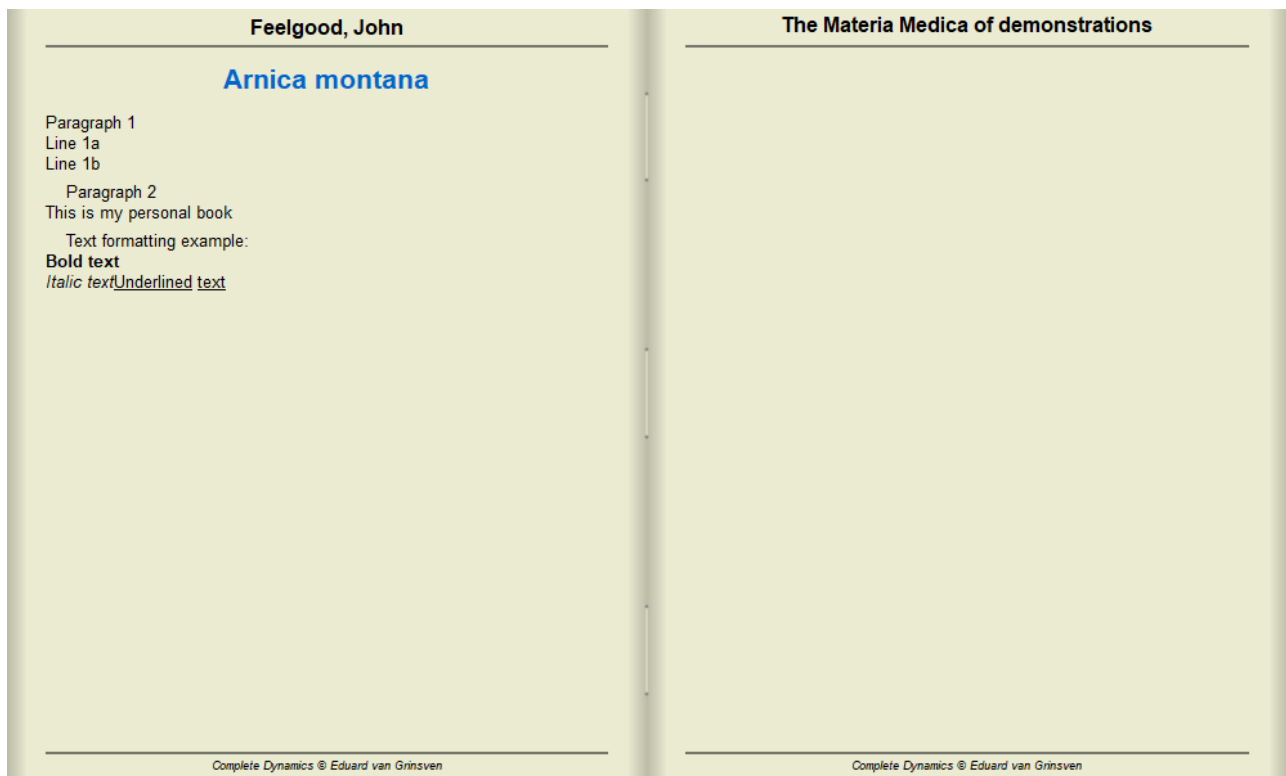 Feelgood, John
Arnica montana
Paragraph 1
Line 1a
Line 1b
Paragraph 2
This is my personal book
Text formatting example:
Bold text
Italic textUnderlined text
Complete Dynamics © Eduard van Grinsven
The Materia Medica of demonstrations
Complete Dynamics © Eduard van Grinsven